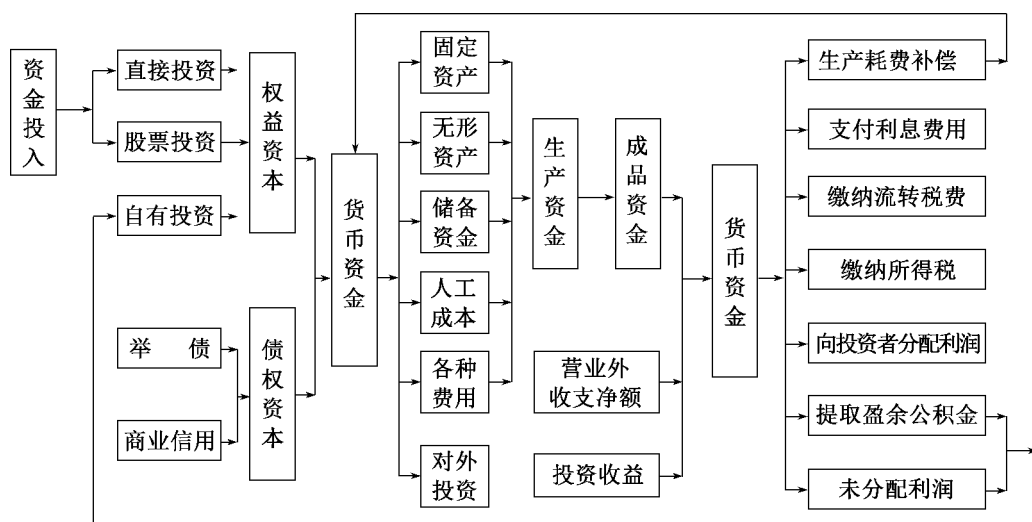 资金投入
直接投资
股票投资
自有投资
权益资本
举 债
商业信用
债权资本
货币资金
固定
资产
无形
资产
储备
资金
人工
成本
各种
费用
对外
投资
生产资金
成品资金
营业外
收支净额
投资收益
货币资金
生产耗费补偿
支付利息费用
缴纳流转税费
缴纳所得税
向投资者分配利润
提取盈余公积金
未分配利润